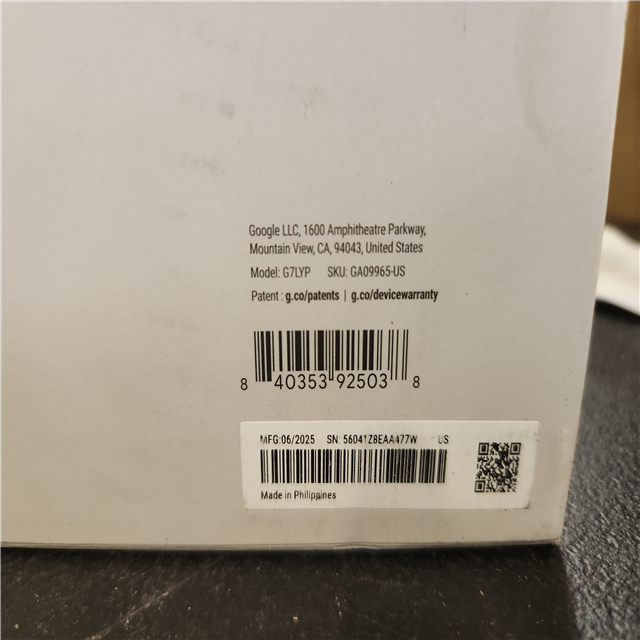 Google LLC, 1600 Amphitheatre Parkway,
Mountain View, CA, 94043, United States
Model: G7LYP SKU: GA09965-US
Patent : g.co/patents | g.co/devicewarranty
8 40353 92503 8
MFG:06/2025 SN: 56041Z8EAA477W US
Made in Philippines